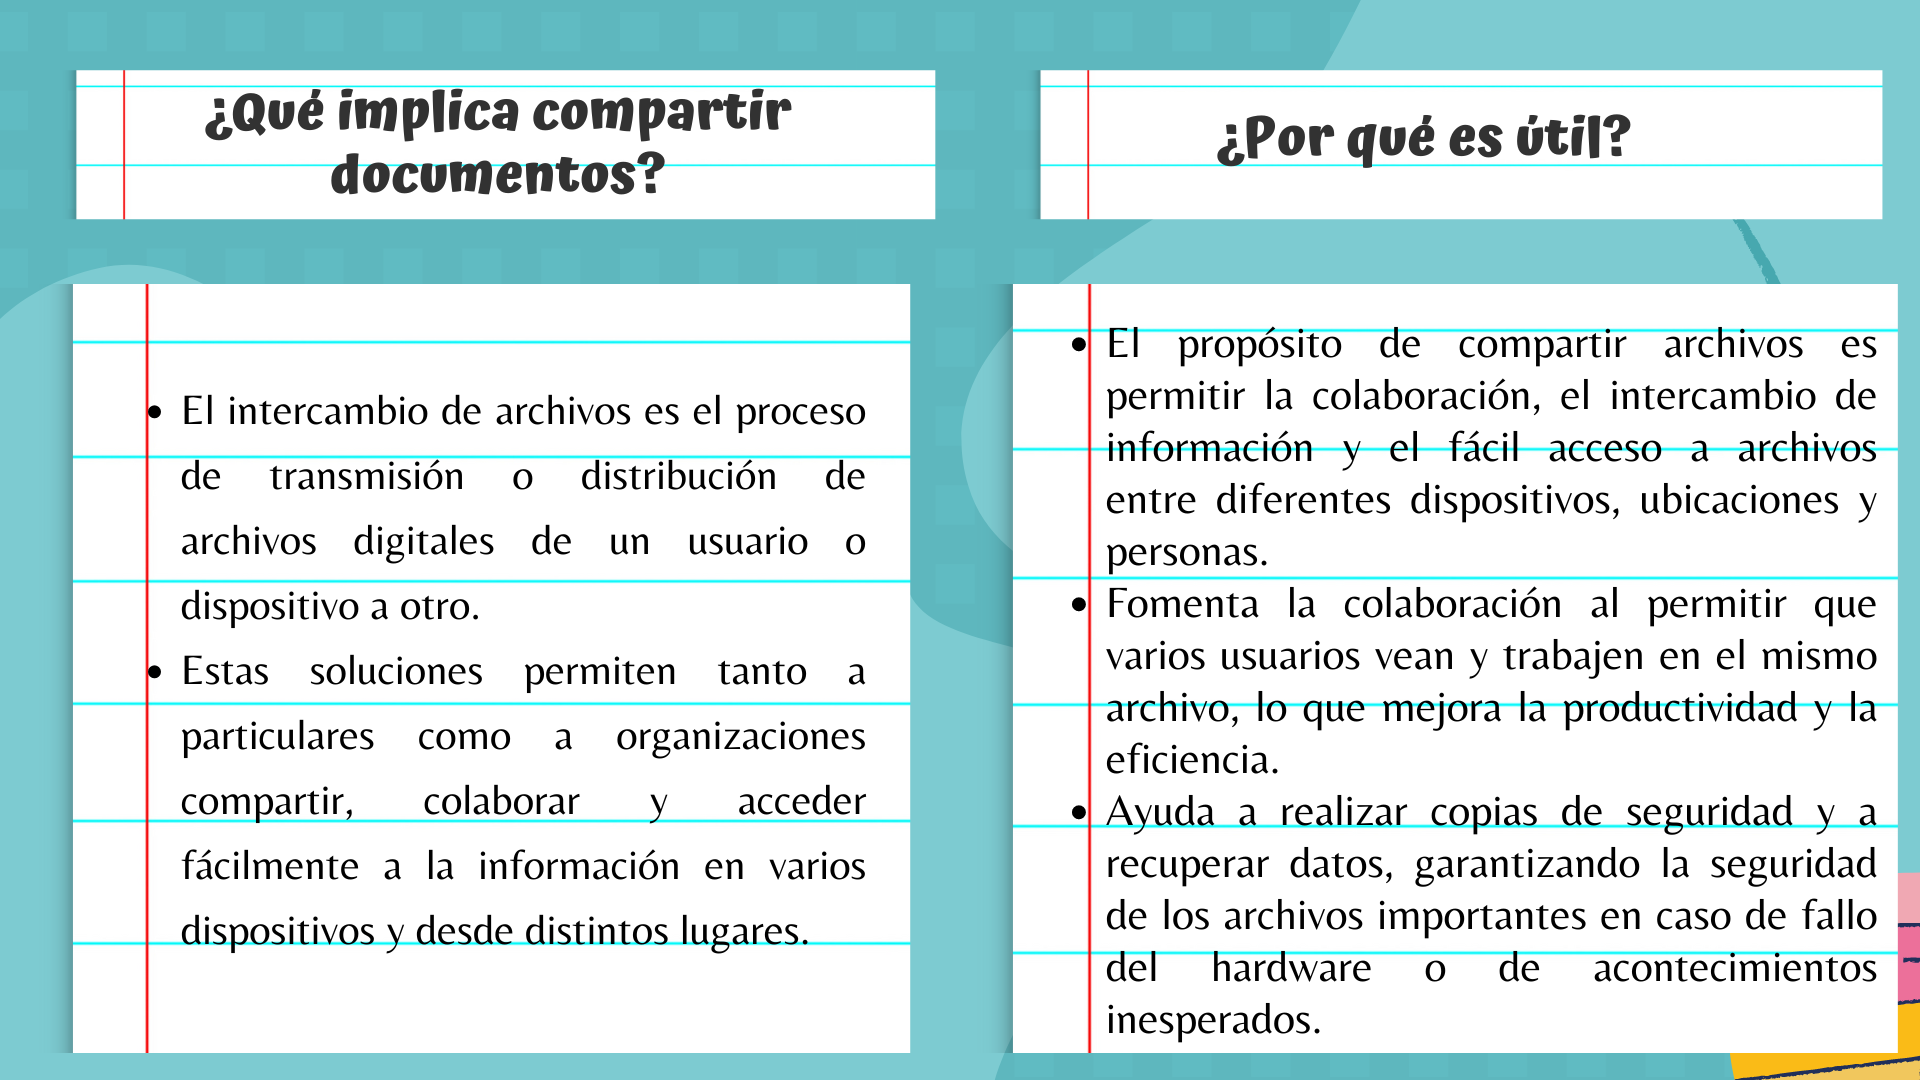 ¿Qué implica compartir
documentos?
• El intercambio de archivos es el proceso
de transmisión o distribución de
archivos digitales de un usuario o
dispositivo a otro.
• Estas soluciones permiten tanto a
particulares como a organizaciones
compartir, colaborar y acceder
fácilmente a la información en varios
dispositivos y desde distintos lugares.
¿Por qué es útil?
• El propósito de compartir archivos es
permitir la colaboración, el intercambio de
información y el fácil acceso a archivos
entre diferentes dispositivos, ubicaciones y
personas.
• Fomenta la colaboración al permitir que
varios usuarios vean y trabajen en el mismo
archivo, lo que mejora la productividad y la
eficiencia.
• Ayuda a realizar copias de seguridad y a
recuperar datos, garantizando la seguridad
de los archivos importantes en caso de fallo
del hardware o de acontecimientos
inesperados.